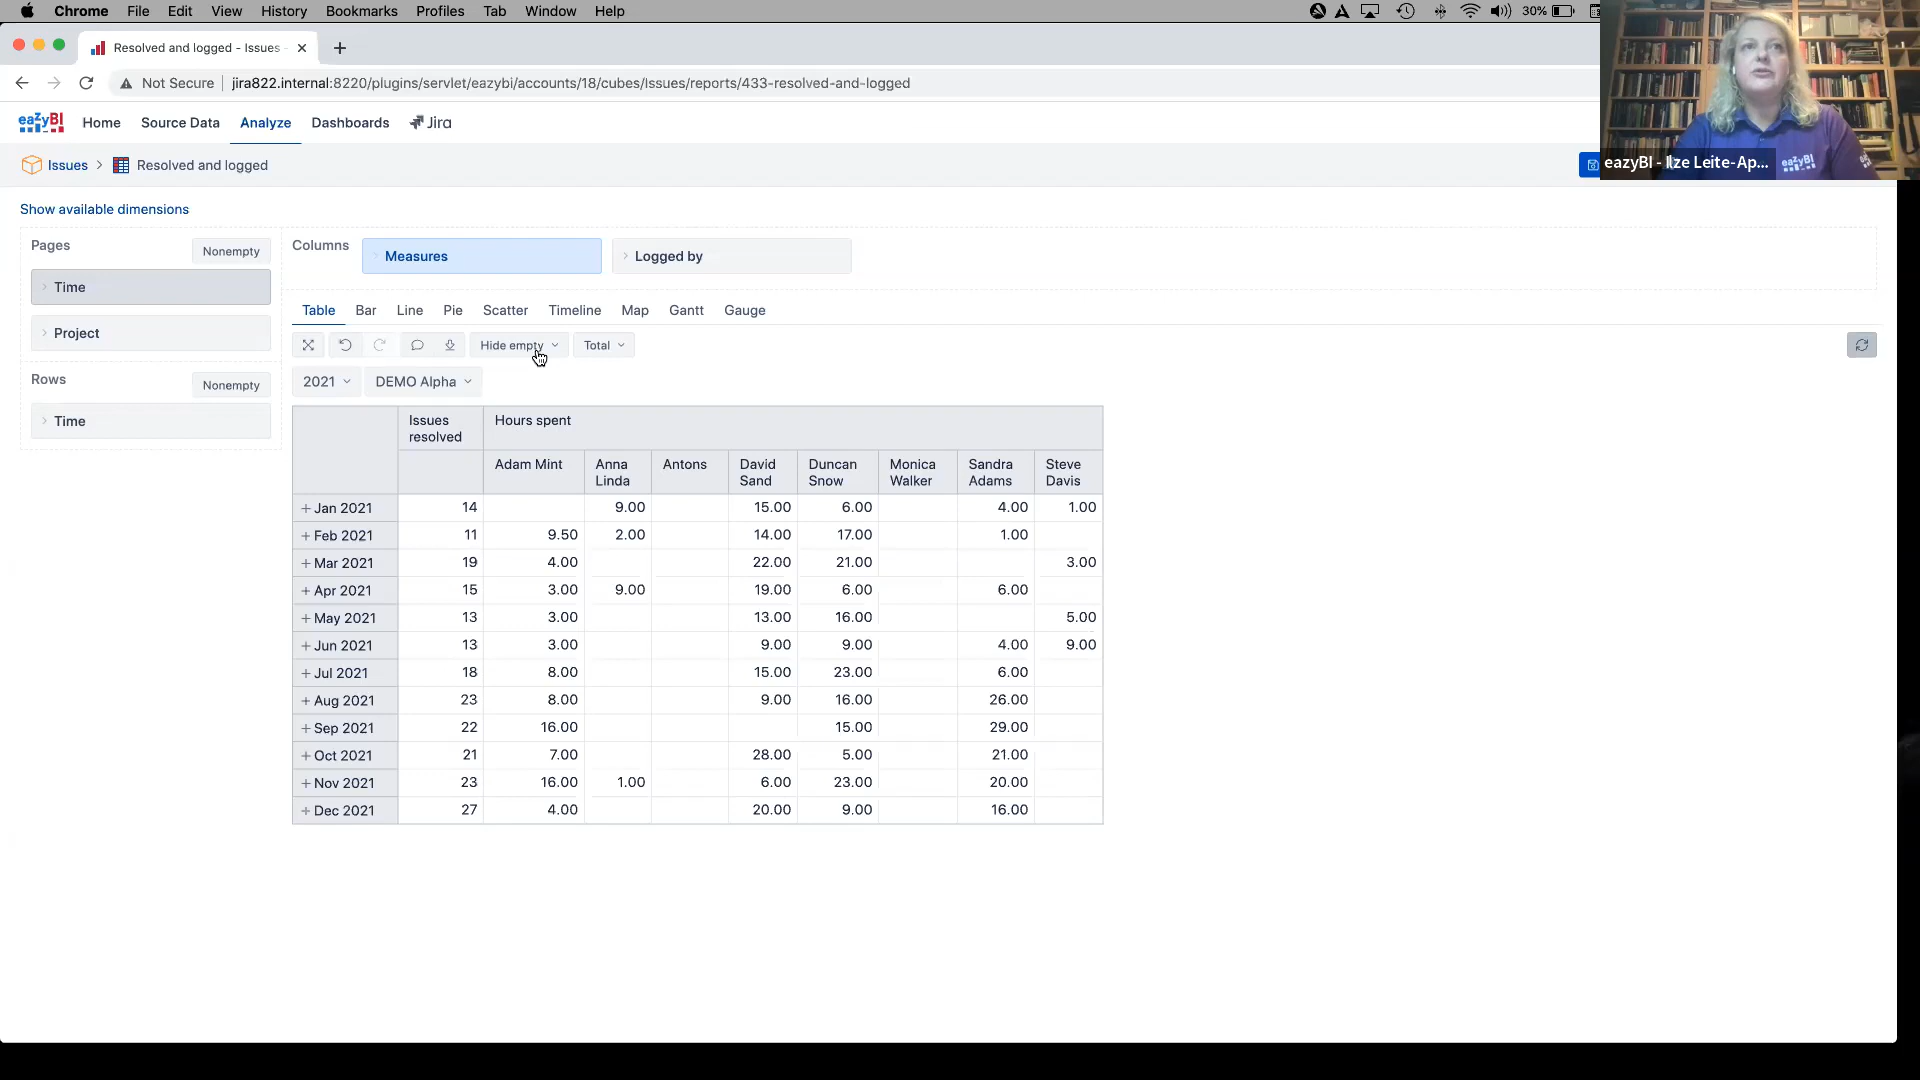 Chrome File Edit View History Bookmarks Profiles Tab Window Help 30%
Resolved and logged - Issues -
Not Secure jira822.internal:8220/plugins/servlet/eazybi/accounts/18/cubes/Issues/reports/433-resolved-and-logged
eazyBI Home Source Data Analyze Dashboards Jira
Issues > Resolved and logged
eazyBI - Ilze Leite-Ap...
eazyBI
Show available dimensions
Pages Nonempty
Time
Project
Rows Nonempty
Time
Columns Measures Logged by
Table Bar Line Pie Scatter Timeline Map Gantt Gauge
Hide empty Total
2021 DEMO Alpha
Issues resolved Hours spent
Adam Mint Anna Linda Antons David Sand Duncan Snow Monica Walker Sandra Adams Steve Davis
+ Jan 2021 14 9.00 15.00 6.00 4.00 1.00
+ Feb 2021 11 9.50 2.00 14.00 17.00 1.00
+ Mar 2021 19 4.00 22.00 21.00 3.00
+ Apr 2021 15 3.00 9.00 19.00 6.00 6.00
+ May 2021 13 3.00 13.00 16.00 5.00
+ Jun 2021 13 3.00 9.00 9.00 4.00 9.00
+ Jul 2021 18 8.00 15.00 23.00 6.00
+ Aug 2021 23 8.00 9.00 16.00 26.00
+ Sep 2021 22 16.00 15.00 29.00
+ Oct 2021 21 7.00 28.00 5.00 21.00
+ Nov 2021 23 16.00 1.00 6.00 23.00 20.00
+ Dec 2021 27 4.00 20.00 9.00 16.00